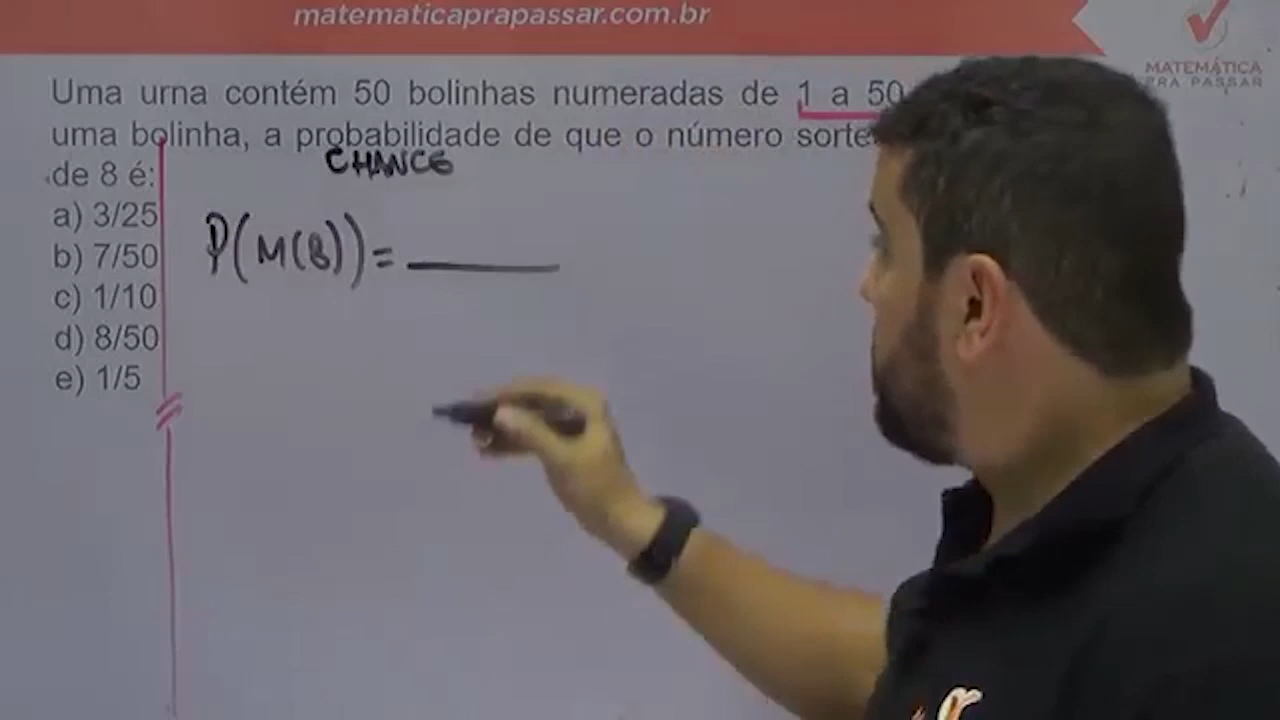 matematicaprapassar.com.br
MATEMÁTICA
PRA PASSAR
Uma urna contém 50 bolinhas numeradas de 1 a 50
uma bolinha, a probabilidade de que o número sorte
CHANCE
de 8 é:
a) 3/25
b) 7/50
c) 1/10
d) 8/50
e) 1/5
P(M(8)) =